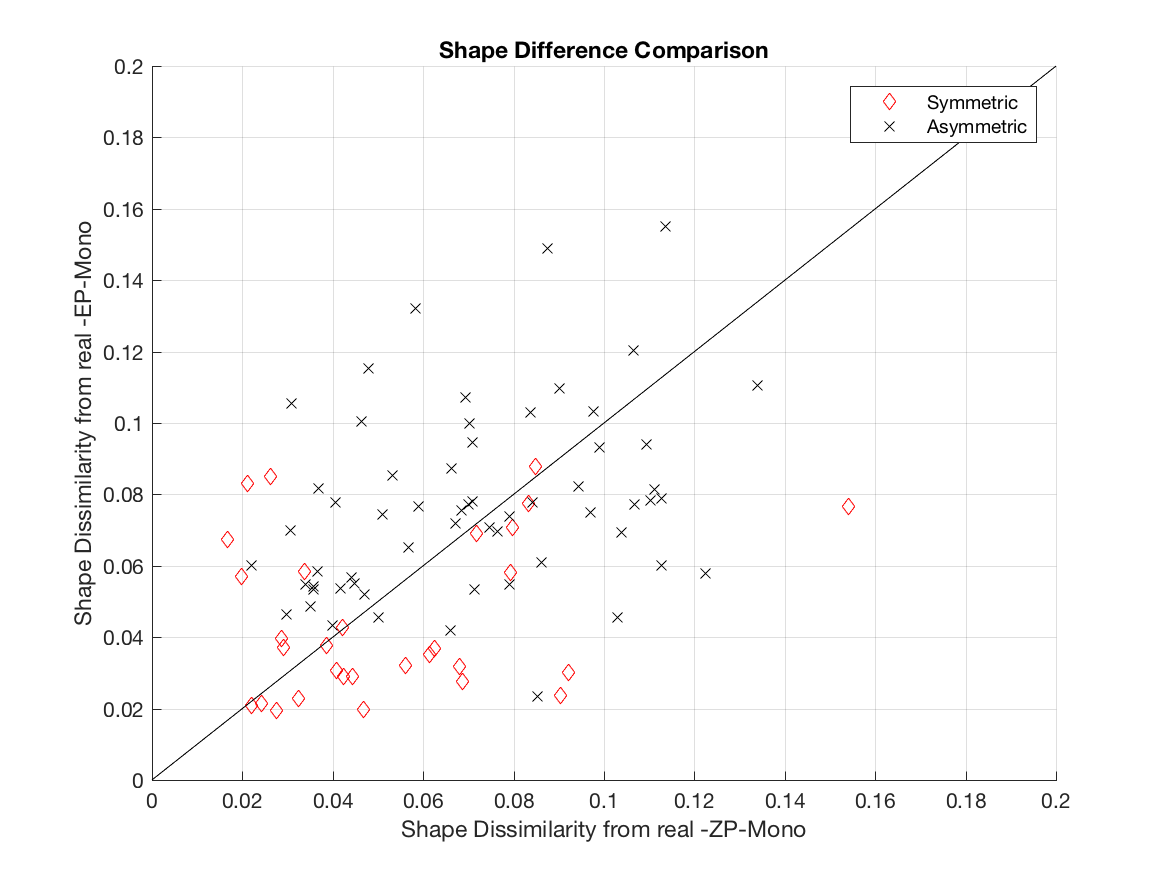 Shape Difference Comparison
0.2
0.18
0.16
0.14
0.12
0.1
0.08
0.06
0.04
0.02
0
Shape Dissimilarity from real -EP-Mono
Symmetric
Asymmetric
0 0.02 0.04 0.06 0.08 0.1 0.12 0.14 0.16 0.18 0.2
Shape Dissimilarity from real -ZP-Mono